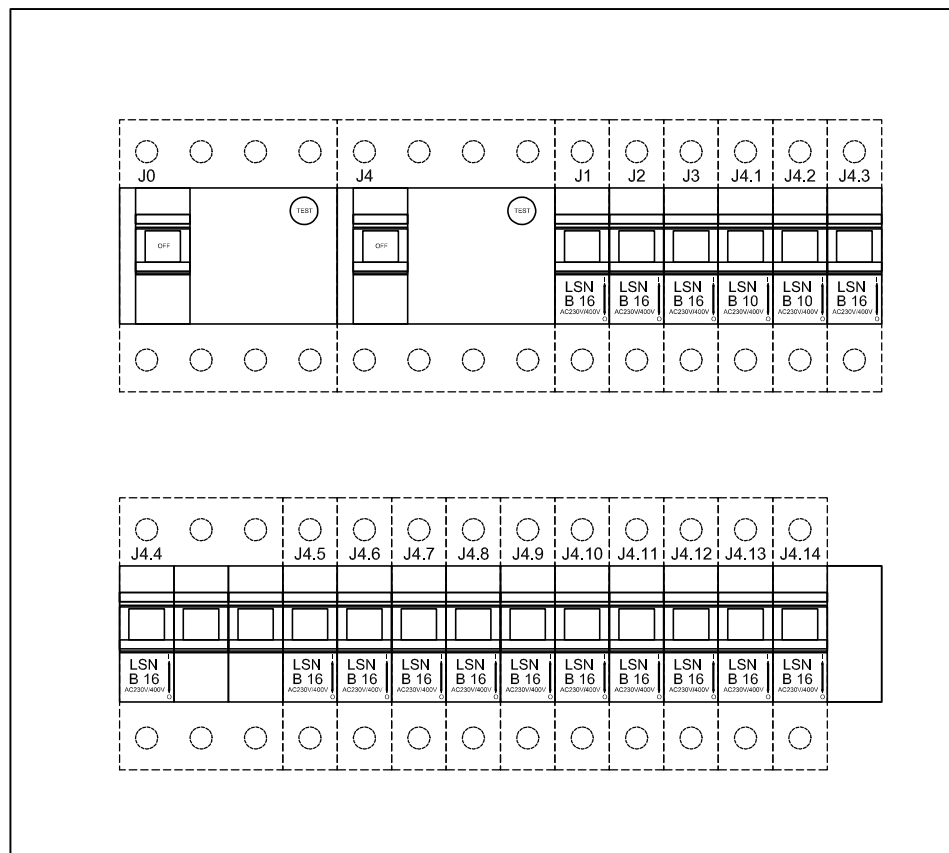 J0 J4 J1 J2 J3 J4.1 J4.2 J4.3
TEST TEST
OFF OFF
LSN LSN LSN LSN LSN LSN
B 16 B 16 B 16 B 10 B 10 B 16
AC230V/400V AC230V/400V AC230V/400V AC230V/400V AC230V/400V AC230V/400V
I I I I I I
O O O O O O
J4.4 J4.5 J4.6 J4.7 J4.8 J4.9 J4.10 J4.11 J4.12 J4.13 J4.14
LSN LSN LSN LSN LSN LSN LSN LSN LSN LSN LSN
B 16 B 16 B 16 B 16 B 16 B 16 B 16 B 16 B 16 B 16 B 16
AC230V/400V AC230V/400V AC230V/400V AC230V/400V AC230V/400V AC230V/400V AC230V/400V AC230V/400V AC230V/400V AC230V/400V AC230V/400V
I I I I I I I I I I I
O O O O O O O O O O O